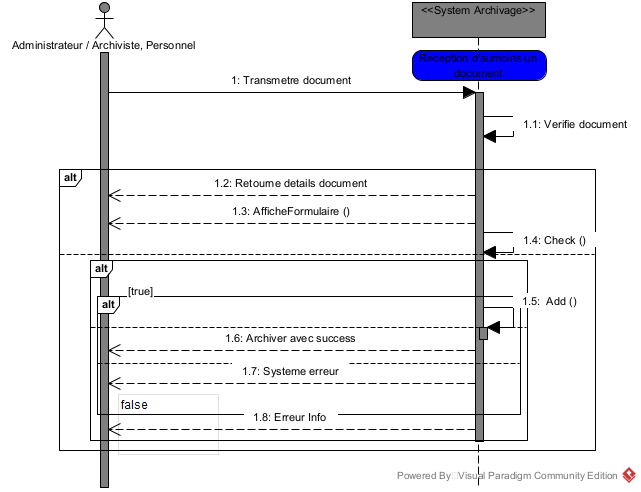 <<System Archivage>>
Administrateur / Archiviste, Personnel
Reception d'aumoins un
document
1: Transmetre document
1.1: Verifie document
alt
1.2: Retourne details document
1.3: AfficheFormulaire ()
1.4: Check ()
alt
[true]
alt
1.5: Add ()
1.6: Archiver avec success
1.7: Systeme erreur
false
1.8: Erreur Info
Powered By Visual Paradigm Community Edition